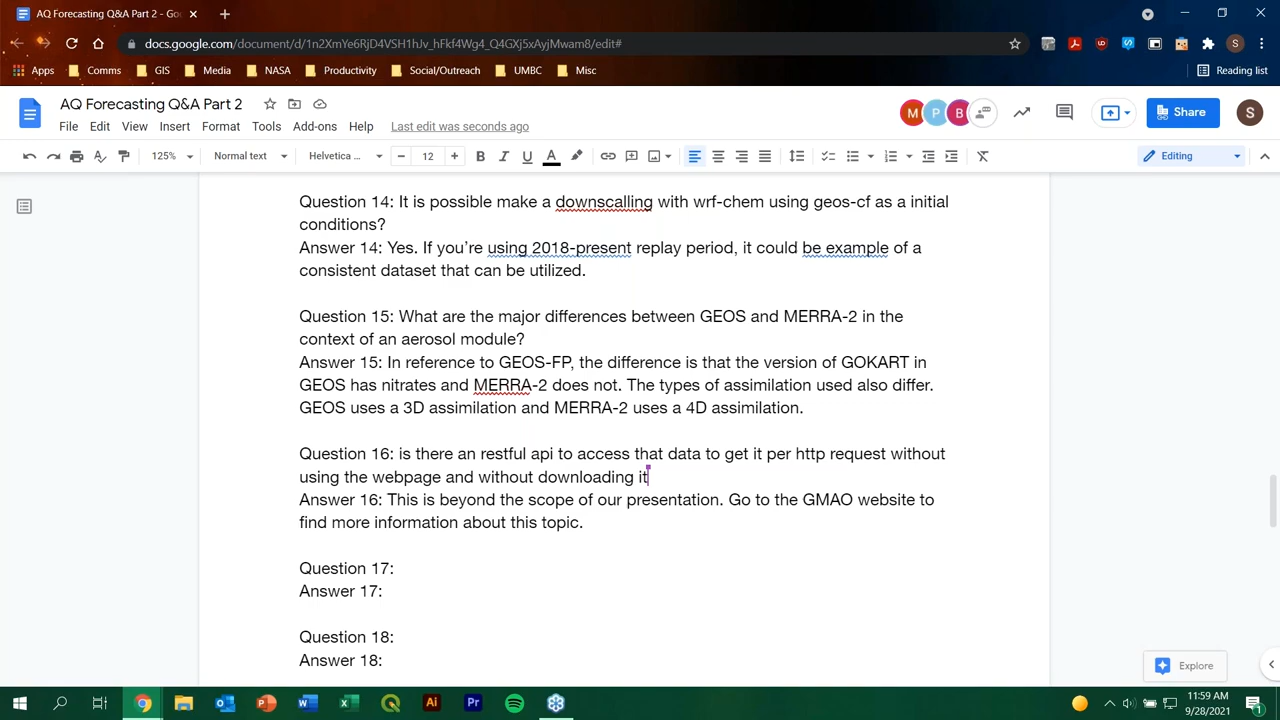 AQ Forecasting Q&A Part 2 - Go
docs.google.com/document/d/1n2XmYe6RjD4VSH1hJv_hFkf4Wg4_Q4GXj5xAyjMwam8/edit#
Apps Comms GIS Media NASA Productivity Social/Outreach UMBC Misc Reading list
AQ Forecasting Q&A Part 2
File Edit View Insert Format Tools Add-ons Help Last edit was seconds ago
M P B Share S
125% Normal text Helvetica ... 12 Editing
Question 14: It is possible make a downscalling with wrf-chem using geos-cf as a initial
conditions?
Answer 14: Yes. If you’re using 2018-present replay period, it could be example of a
consistent dataset that can be utilized.
Question 15: What are the major differences between GEOS and MERRA-2 in the
context of an aerosol module?
Answer 15: In reference to GEOS-FP, the difference is that the version of GOKART in
GEOS has nitrates and MERRA-2 does not. The types of assimilation used also differ.
GEOS uses a 3D assimilation and MERRA-2 uses a 4D assimilation.
Question 16: is there an restful api to access that data to get it per http request without
using the webpage and without downloading it
Answer 16: This is beyond the scope of our presentation. Go to the GMAO website to
find more information about this topic.
Question 17:
Answer 17:
Question 18:
Answer 18:
Explore
11:59 AM
9/28/2021